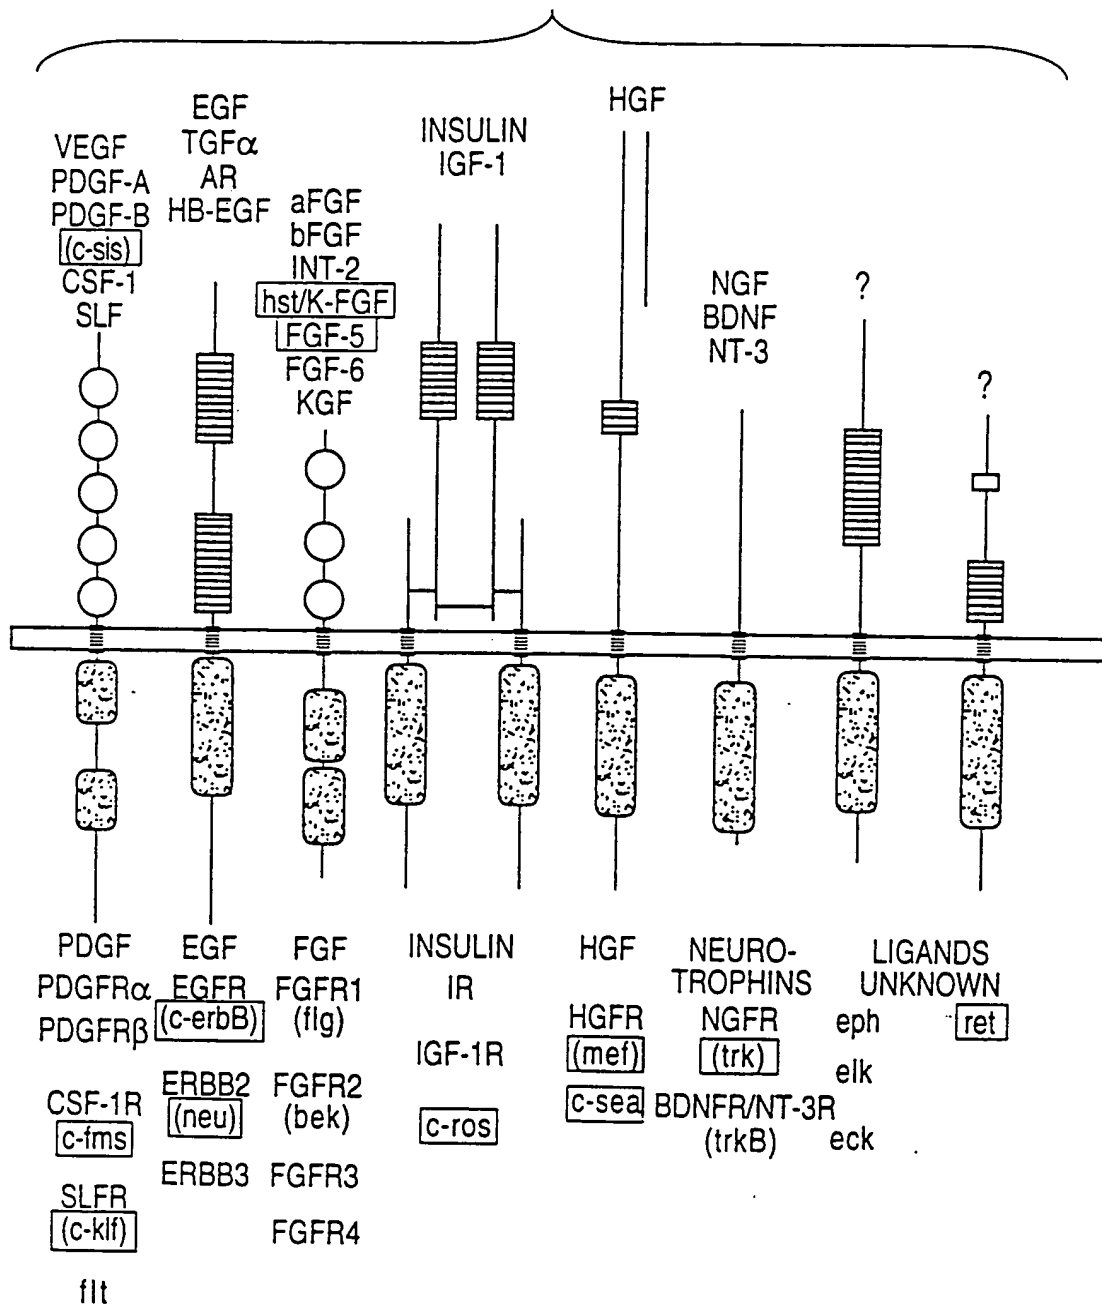 VEGF
PDGF-A
PDGF-B
(c-sis)
CSF-1
SLF
EGF
TGFα
AR
HB-EGF
aFGF
bFGF
INT-2
hst/K-FGF
FGF-5
FGF-6
KGF
INSULIN
IGF-1
HGF
NGF
BDNF
NT-3
?
?
PDGF
PDGFRα
PDGFRβ
CSF-1R
c-fms
SLFR
(c-klf)
flt
EGF
EGFR
(c-erbB)
ERBB2
(neu)
ERBB3
FGF
FGFR1
(flg)
FGFR2
(bek)
FGFR3
FGFR4
INSULIN
IR
IGF-1R
c-ros
HGF
HGFR
(mef)
c-sea
NEURO-
TROPHINS
NGFR
(trk)
BDNFR/NT-3R
(trkB)
LIGANDS
UNKNOWN
eph
elk
eck
ret